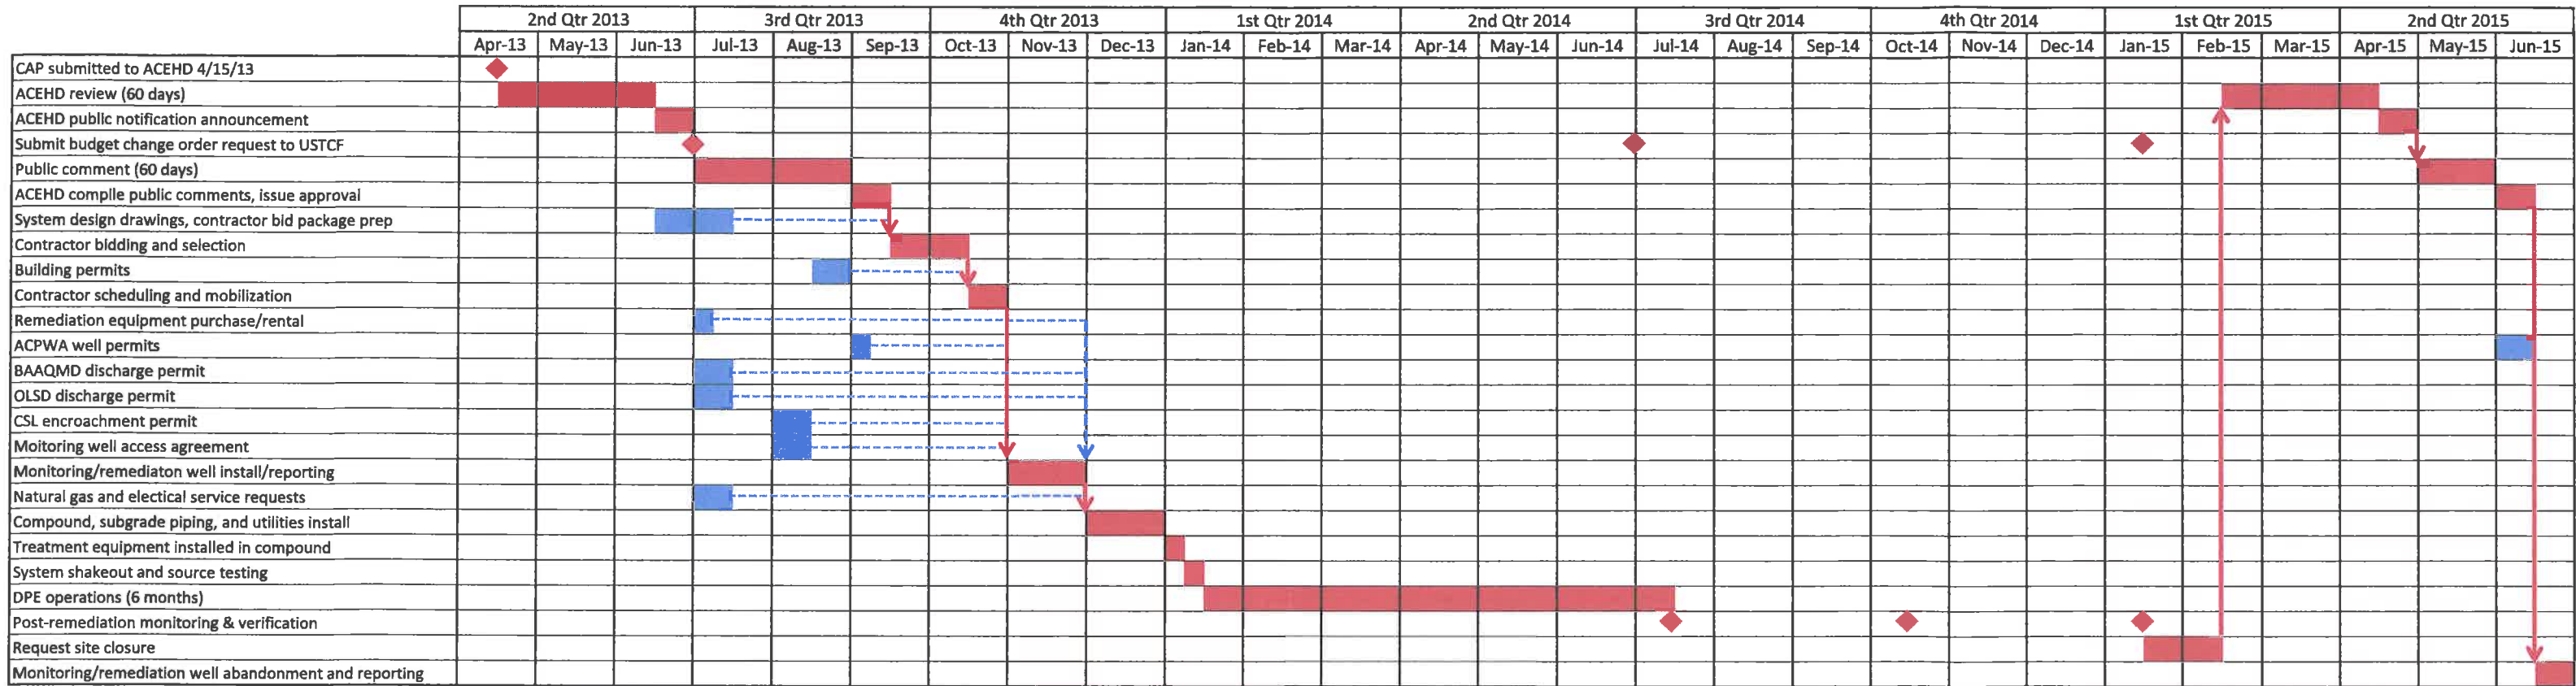 2nd Qtr 2013 3rd Qtr 2013 4th Qtr 2013 1st Qtr 2014 2nd Qtr 2014 3rd Qtr 2014 4th Qtr 2014 1st Qtr 2015 2nd Qtr 2015
Apr-13 May-13 Jun-13 Jul-13 Aug-13 Sep-13 Oct-13 Nov-13 Dec-13 Jan-14 Feb-14 Mar-14 Apr-14 May-14 Jun-14 Jul-14 Aug-14 Sep-14 Oct-14 Nov-14 Dec-14 Jan-15 Feb-15 Mar-15 Apr-15 May-15 Jun-15
CAP submitted to ACEHD 4/15/13
ACEHD review (60 days)
ACEHD public notification announcement
Submit budget change order request to USTCF
Public comment (60 days)
ACEHD compile public comments, issue approval
System design drawings, contractor bid package prep
Contractor bidding and selection
Building permits
Contractor scheduling and mobilization
Remediation equipment purchase/rental
ACPWA well permits
BAAQMD discharge permit
OLSD discharge permit
CSL encroachment permit
Moitoring well access agreement
Monitoring/remediaton well install/reporting
Natural gas and electical service requests
Compound, subgrade piping, and utilities install
Treatment equipment installed in compound
System shakeout and source testing
DPE operations (6 months)
Post-remediation monitoring & verification
Request site closure
Monitoring/remediation well abandonment and reporting